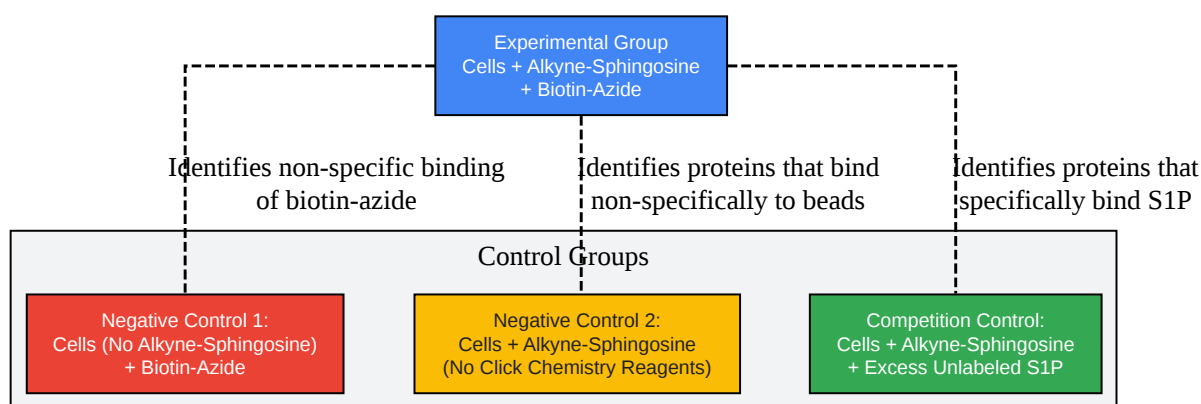 Experimental Group
Cells + Alkyne-Sphingosine
+ Biotin-Azide
Identifies non-specific binding
of biotin-azide
Identifies proteins that bind
non-specifically to beads
Identifies proteins that
specifically bind S1P
Control Groups
Negative Control 1:
Cells (No Alkyne-Sphingosine)
+ Biotin-Azide
Negative Control 2:
Cells + Alkyne-Sphingosine
(No Click Chemistry Reagents)
Competition Control:
Cells + Alkyne-Sphingosine
+ Excess Unlabeled S1P